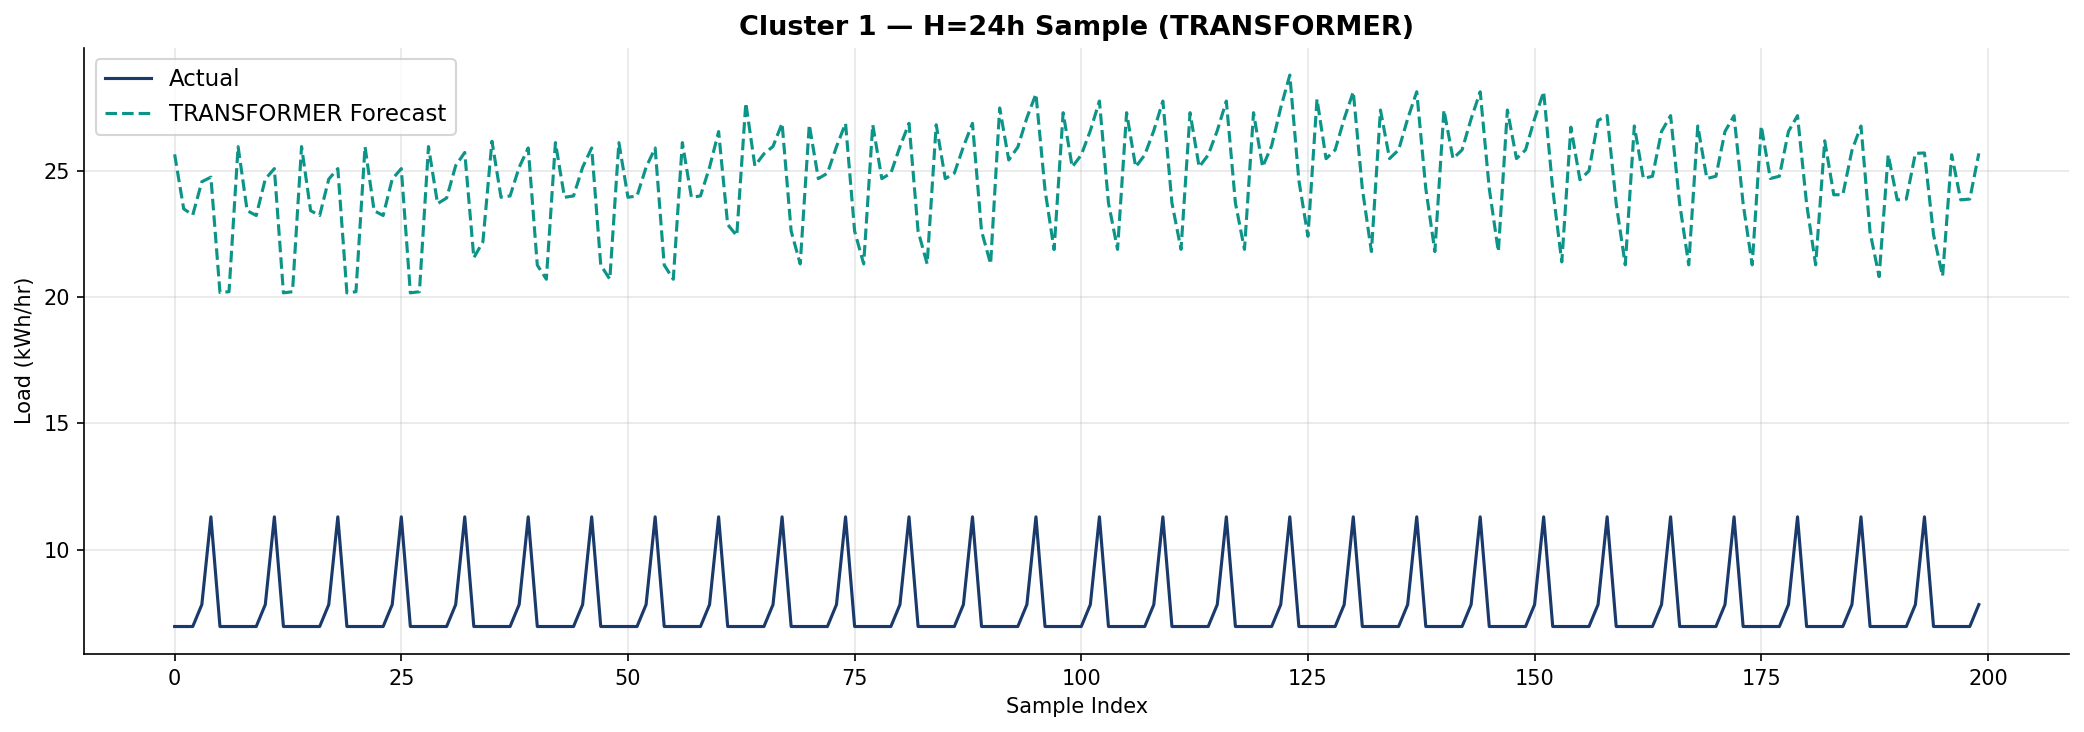 Cluster 1 — H=24h Sample (TRANSFORMER)
Actual
TRANSFORMER Forecast
Load (kWh/hr)
25
20
15
10
0 25 50 75 100 125 150 175 200
Sample Index